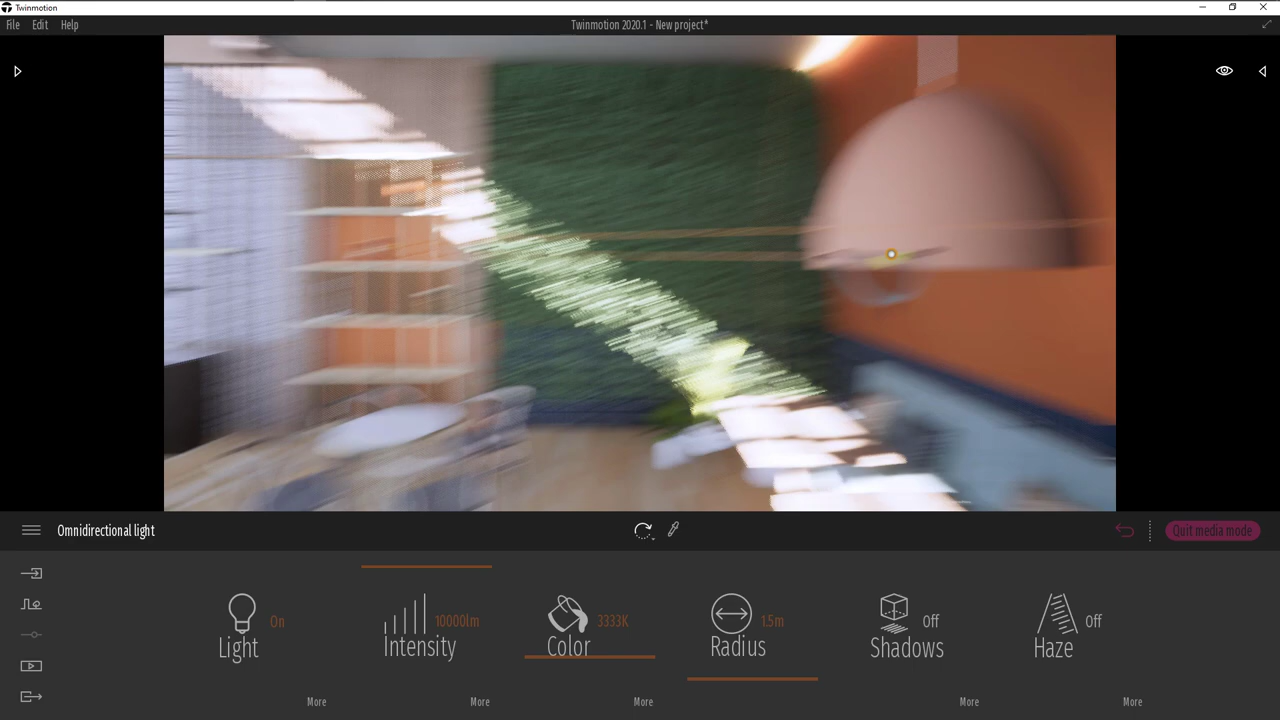 Twinmotion
File Edit Help
Twinmotion 2020.1 - New project*
Omnidirectional light
Quit media mode
On
Light
More
10000lm
Intensity
More
3333K
Color
More
1.5m
Radius
Off
Shadows
More
Off
Haze
More